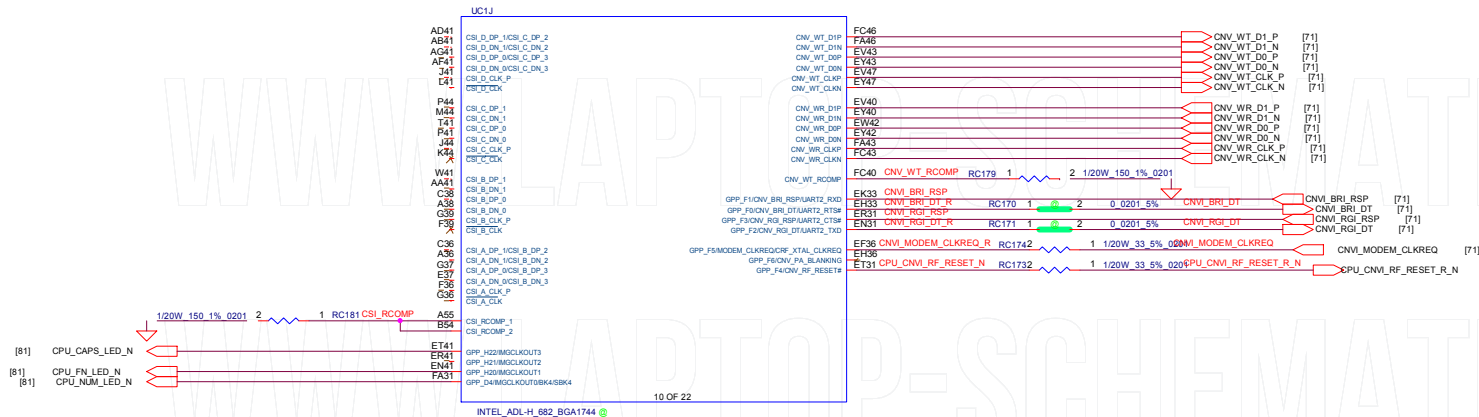 UC1J
AD41 CSI_D_DP_1/CSI_C_DP_2
AB41 CSI_D_DN_1/CSI_C_DN_2
AG41 CSI_D_DP_0/CSI_C_DP_3
AF41 CSI_D_DN_0/CSI_C_DN_3
J41 CSI_D_CLK_P
L41 CSI_D_CLK
P44 CSI_C_DP_1
M44 CSI_C_DN_1
T41 CSI_C_DP_0
P41 CSI_C_DN_0
J44 CSI_C_CLK_P
K44 CSI_C_CLK
W41 CSI_B_DP_1
AA41 CSI_B_DN_1
C38 CSI_B_DP_0
A38 CSI_B_DN_0
G39 CSI_B_CLK_P
F39 CSI_B_CLK
C36 CSI_A_DP_1/CSI_B_DP_2
A36 CSI_A_DN_1/CSI_B_DN_2
G37 CSI_A_DP_0/CSI_B_DP_3
E37 CSI_A_DN_0/CSI_B_DN_3
F36 CSI_A_CLK_P
G36 CSI_A_CLK
1/20W_150_1%_0201 2 1 RC181 CSI_RCOMP A55 CSI_RCOMP_1
B54 CSI_RCOMP_2
[81] CPU_CAPS_LED_N ET41 GPP_H22/IMGCLKOUT3
ER41 GPP_H21/IMGCLKOUT2
[81] CPU_FN_LED_N EN41 GPP_H20/IMGCLKOUT1
[81] CPU_NUM_LED_N FA31 GPP_D4/IMGCLKOUT0/BK4/SBK4
CNV_WT_D1P FC46 CNV_WT_D1_P [71]
CNV_WT_D1N FA46 CNV_WT_D1_N [71]
CNV_WT_D0P EV43 CNV_WT_D0_P [71]
CNV_WT_D0N EY43 CNV_WT_D0_N [71]
CNV_WT_CLKP EV47 CNV_WT_CLK_P [71]
CNV_WT_CLKN EY47 CNV_WT_CLK_N [71]
CNV_WR_D1P EV40 CNV_WR_D1_P [71]
CNV_WR_D1N EY40 CNV_WR_D1_N [71]
CNV_WR_D0P EW42 CNV_WR_D0_P [71]
CNV_WR_D0N EY42 CNV_WR_D0_N [71]
CNV_WR_CLKP FA43 CNV_WR_CLK_P [71]
CNV_WR_CLKN FC43 CNV_WR_CLK_N [71]
CNV_WT_RCOMP FC40 CNV_WT_RCOMP RC179 1 2 1/20W_150_1%_0201
GPP_F1/CNV_BRI_RSP/UART2_RXD EK33 CNVI_BRI_RSP CNVI_BRI_RSP [71]
GPP_F0/CNV_BRI_DT/UART2_RTS# EH33 CNVI_BRI_DT_R RC170 1 @ 2 0_0201_5% CNVI_BRI_DT CNVI_BRI_DT [71]
GPP_F3/CNV_RGI_RSP/UART2_CTS# ER31 CNVI_RGI_RSP CNVI_RGI_RSP [71]
GPP_F2/CNV_RGI_DT/UART2_TXD EN31 CNVI_RGI_DT_R RC171 1 @ 2 0_0201_5% CNVI_RGI_DT CNVI_RGI_DT [71]
GPP_F5/MODEM_CLKREQ/CRF_XTAL_CLKREQ EF36 CNVI_MODEM_CLKREQ_R RC174 2 1 1/20W_33_5%_0201 CNVI_MODEM_CLKREQ CNVI_MODEM_CLKREQ [71]
GPP_F6/CNV_PA_BLANKING EH36
GPP_F4/CNV_RF_RESET# ET31 CPU_CNVI_RF_RESET_N RC173 2 1 1/20W_33_5%_0201 CPU_CNVI_RF_RESET_R_N CPU_CNVI_RF_RESET_R_N
10 OF 22
INTEL_ADL-H_682_BGA1744 @
WWW.LAPTOP-SCHEMAT
WWW.LAPTOP-SCHEMAT